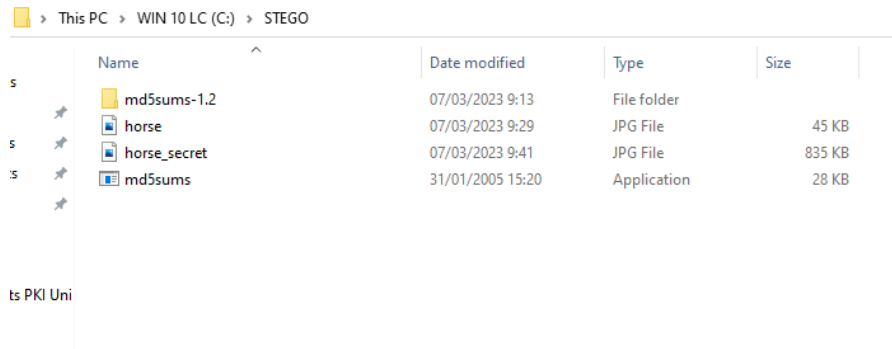 This PC > WIN 10 LC (C:) > STEGO
Name Date modified Type Size
s
md5sums-1.2 07/03/2023 9:13 File folder
horse 07/03/2023 9:29 JPG File 45 KB
s
horse_secret 07/03/2023 9:41 JPG File 835 KB
:s
md5sums 31/01/2005 15:20 Application 28 KB
ts PKI Uni